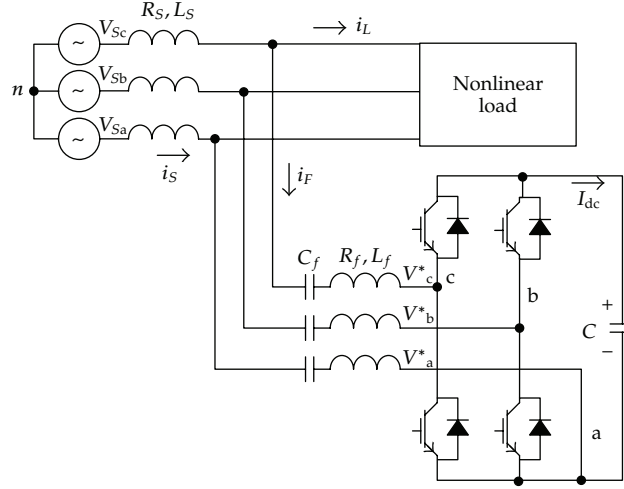 R_S, L_S
V_Sc
i_L
V_Sb
n
Nonlinear
load
V_Sa
i_S
i_F
I_dc
C_f
R_f, L_f
V*_c
c
b
+
V*_b
C
−
V*_a
a
~
~
~